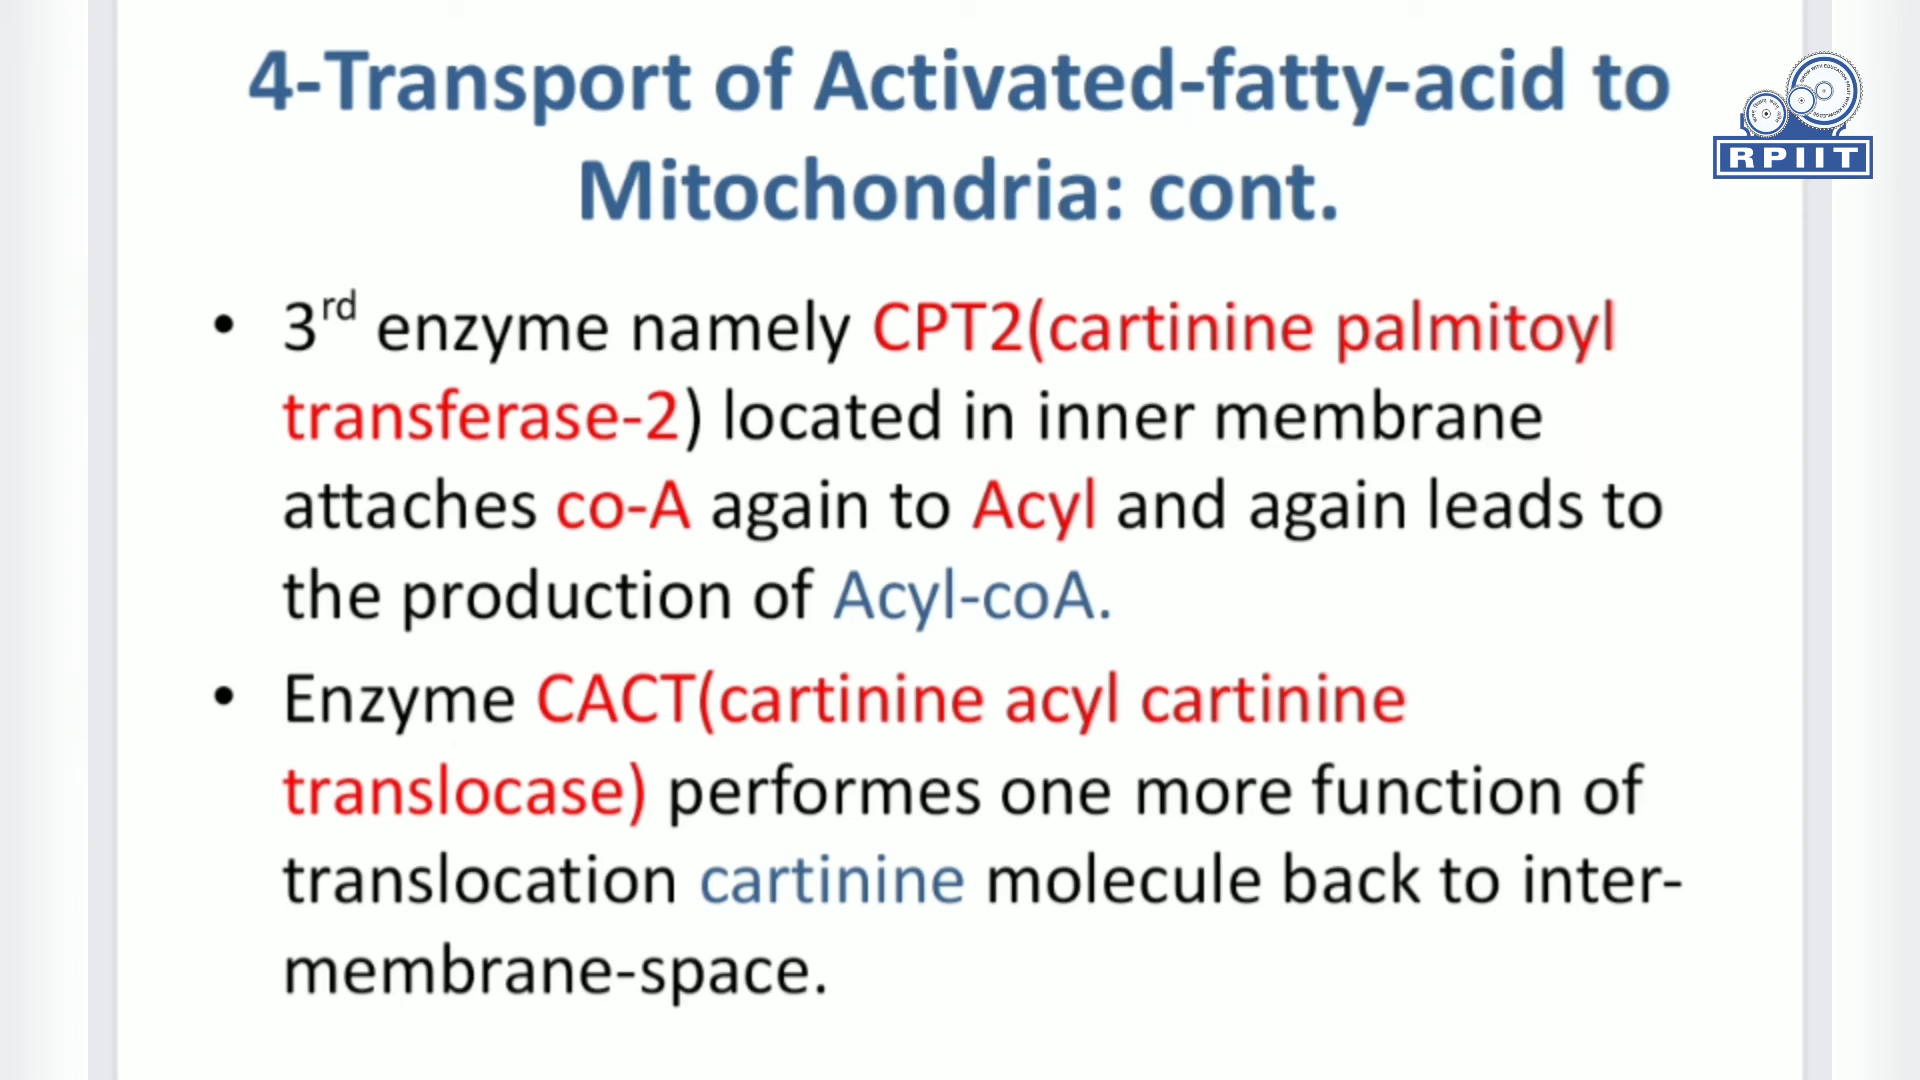 4-Transport of Activated-fatty-acid to
Mitochondria: cont.
RPIIT
• 3rd enzyme namely CPT2(cartinine palmitoyl
transferase-2) located in inner membrane
attaches co-A again to Acyl and again leads to
the production of Acyl-coA.
• Enzyme CACT(cartinine acyl cartinine
translocase) performes one more function of
translocation cartinine molecule back to inter-
membrane-space.